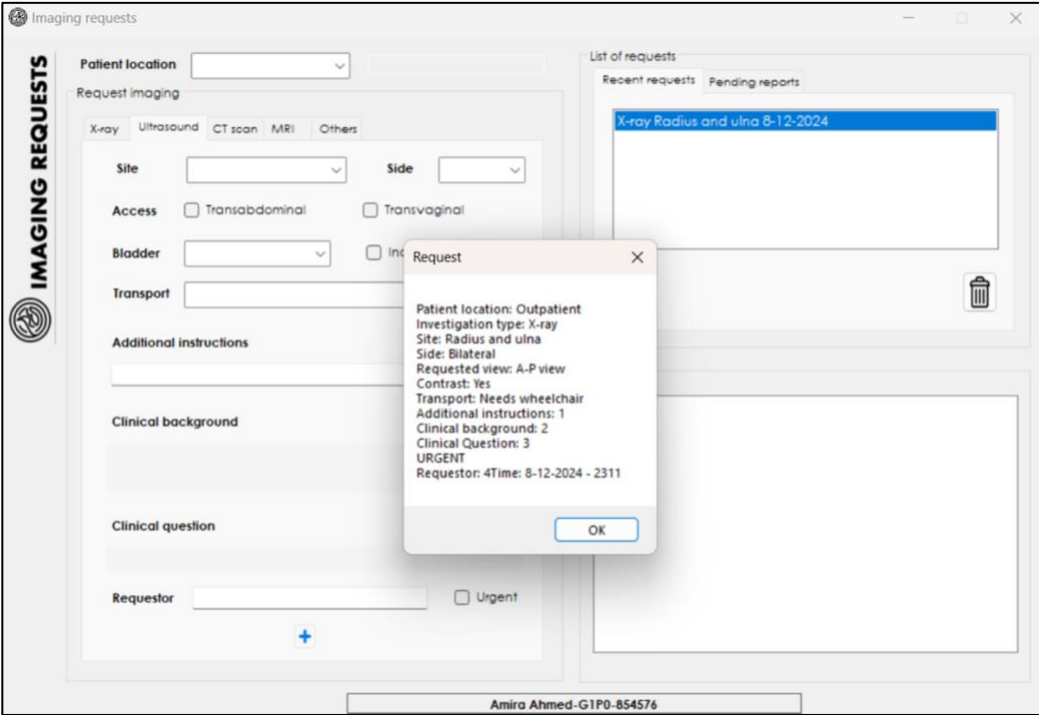 Imaging requests
IMAGING REQUESTS
Patient location
Request imaging
X-ray Ultrasound CT scan MRI Others
Site Side
Access Transabdominal Transvaginal
Bladder
Transport
Additional instructions
Clinical background
Clinical question
Requestor Urgent
List of requests
Recent requests Pending reports
X-ray Radius and ulna 8-12-2024
Request
Patient location: Outpatient
Investigation type: X-ray
Site: Radius and ulna
Side: Bilateral
Requested view: A-P view
Contrast: Yes
Transport: Needs wheelchair
Additional instructions: 1
Clinical background: 2
Clinical Question: 3
URGENT
Requestor: 4Time: 8-12-2024 - 2311
OK
Amira Ahmed-G1P0-854576